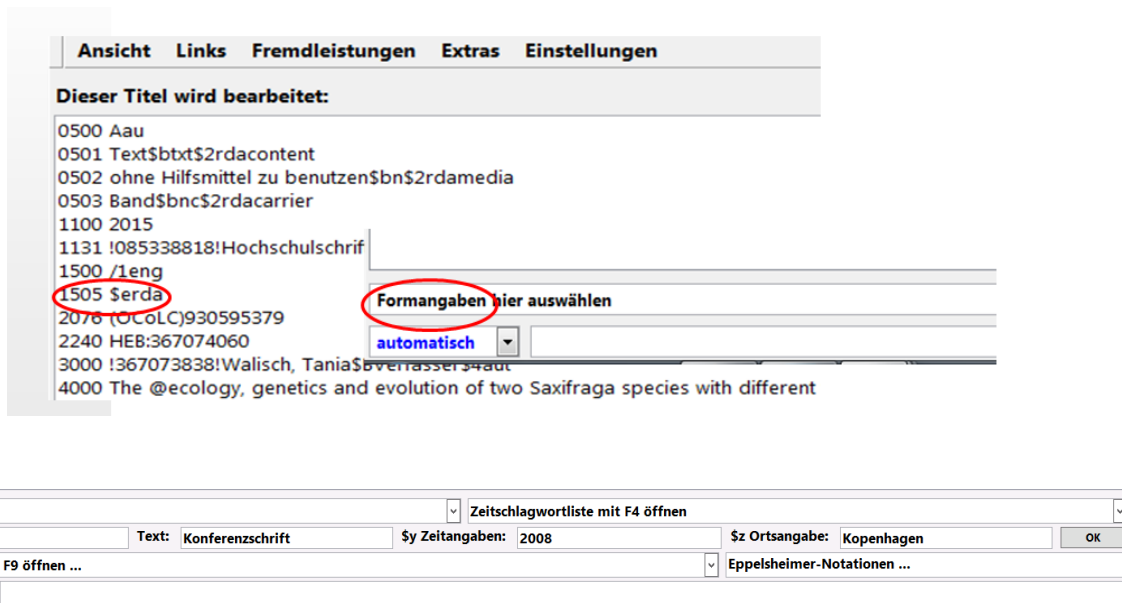 Ansicht Links Fremdleistungen Extras Einstellungen
Dieser Titel wird bearbeitet:
0500 Aau
0501 Text$btxt$2rdacontent
0502 ohne Hilfsmittel zu benutzen$bn$2rdamedia
0503 Band$bnc$2rdacarrier
1100 2015
1131 !085338818!Hochschulschrif
1500 /1eng
1505 $erda
Formangaben hier auswählen
2076 (OCoLC)930595379
2240 HEB:367074060
automatisch
3000 !367073838!Walisch, Tania$BVerfasser$4aut
4000 The @ecology, genetics and evolution of two Saxifraga species with different
Zeitschlagwortliste mit F4 öffnen
Text: Konferenzschrift $y Zeitangaben: 2008 $z Ortsangabe: Kopenhagen OK
F9 öffnen ... Eppelsheimer-Notationen ...